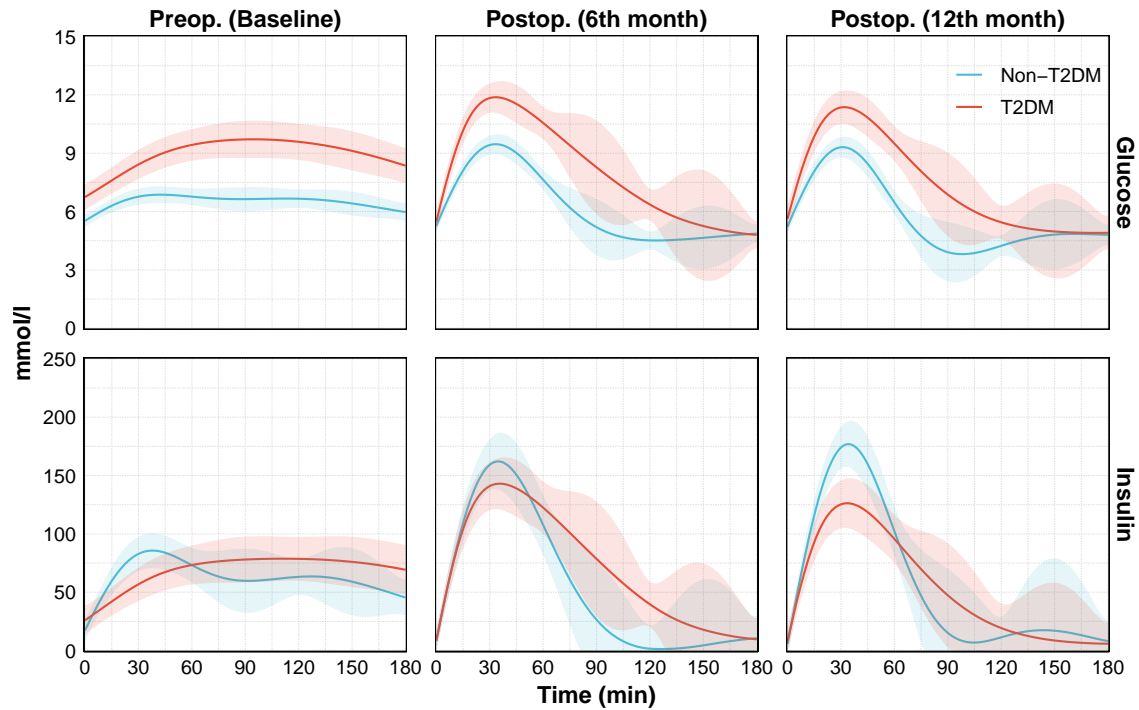 Preop. (Baseline) Postop. (6th month) Postop. (12th month)
15
12
9
6
3
0
Non−T2DM
T2DM
Glucose
mmol/l
250
200
150
100
50
0
Insulin
0 30 60 90 120 150 180 0 30 60 90 120 150 180 0 30 60 90 120 150 180
Time (min)